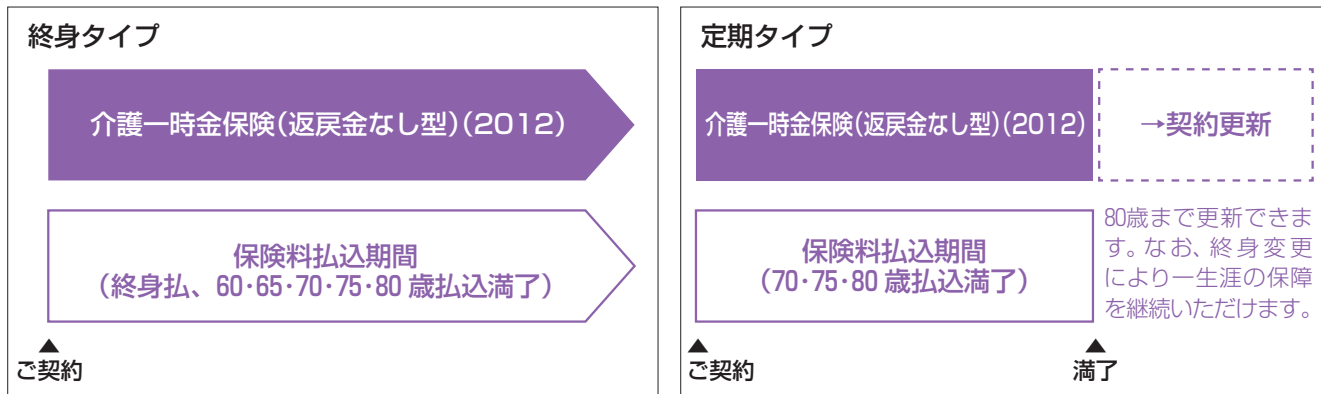 終身タイプ
介護一時金保険(返戻金なし型)(2012)
保険料払込期間
(終身払、60・65・70・75・80 歳払込満了)
▲
ご契約
定期タイプ
介護一時金保険(返戻金なし型)(2012)
→契約更新
保険料払込期間
(70・75・80 歳払込満了)
80歳まで更新できま
す。なお、終身変更
により一生涯の保障
を継続いただけます。
▲
ご契約
▲
満了